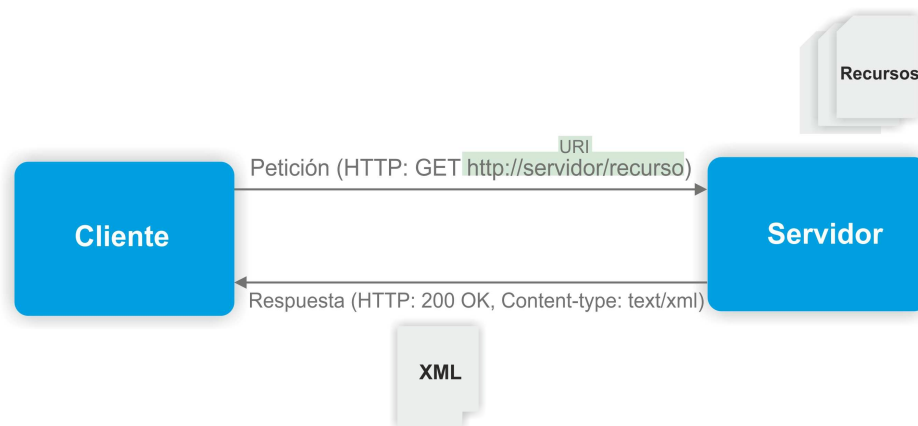 Recursos
URI
Petición (HTTP: GET http://servidor/recurso)
Cliente
Servidor
Respuesta (HTTP: 200 OK, Content-type: text/xml)
XML